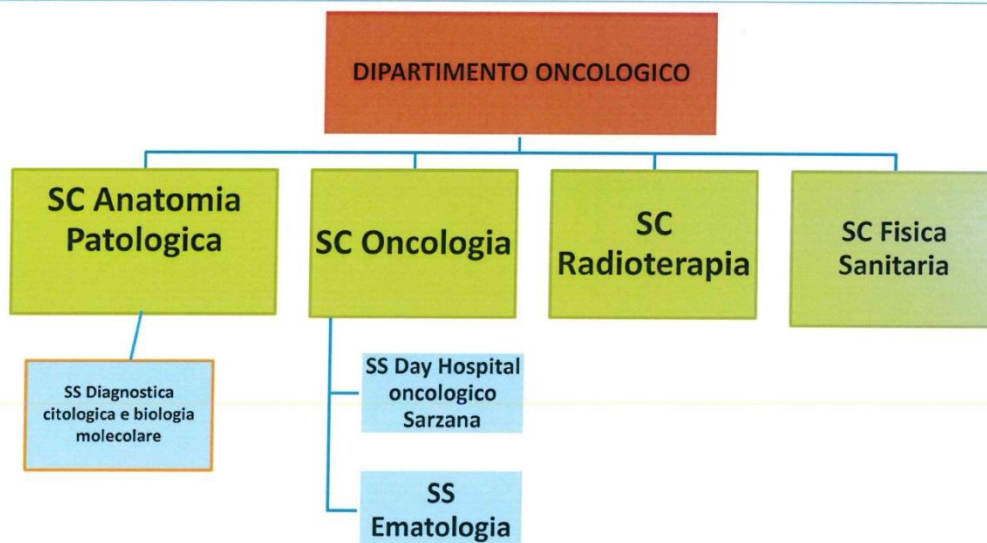 DIPARTIMENTO ONCOLOGICO
SC Anatomia
Patologica
SC Oncologia
SC
Radioterapia
SC Fisica
Sanitaria
SS Diagnostica
citologica e biologia
molecolare
SS Day Hospital
oncologico
Sarzana
SS
Ematologia